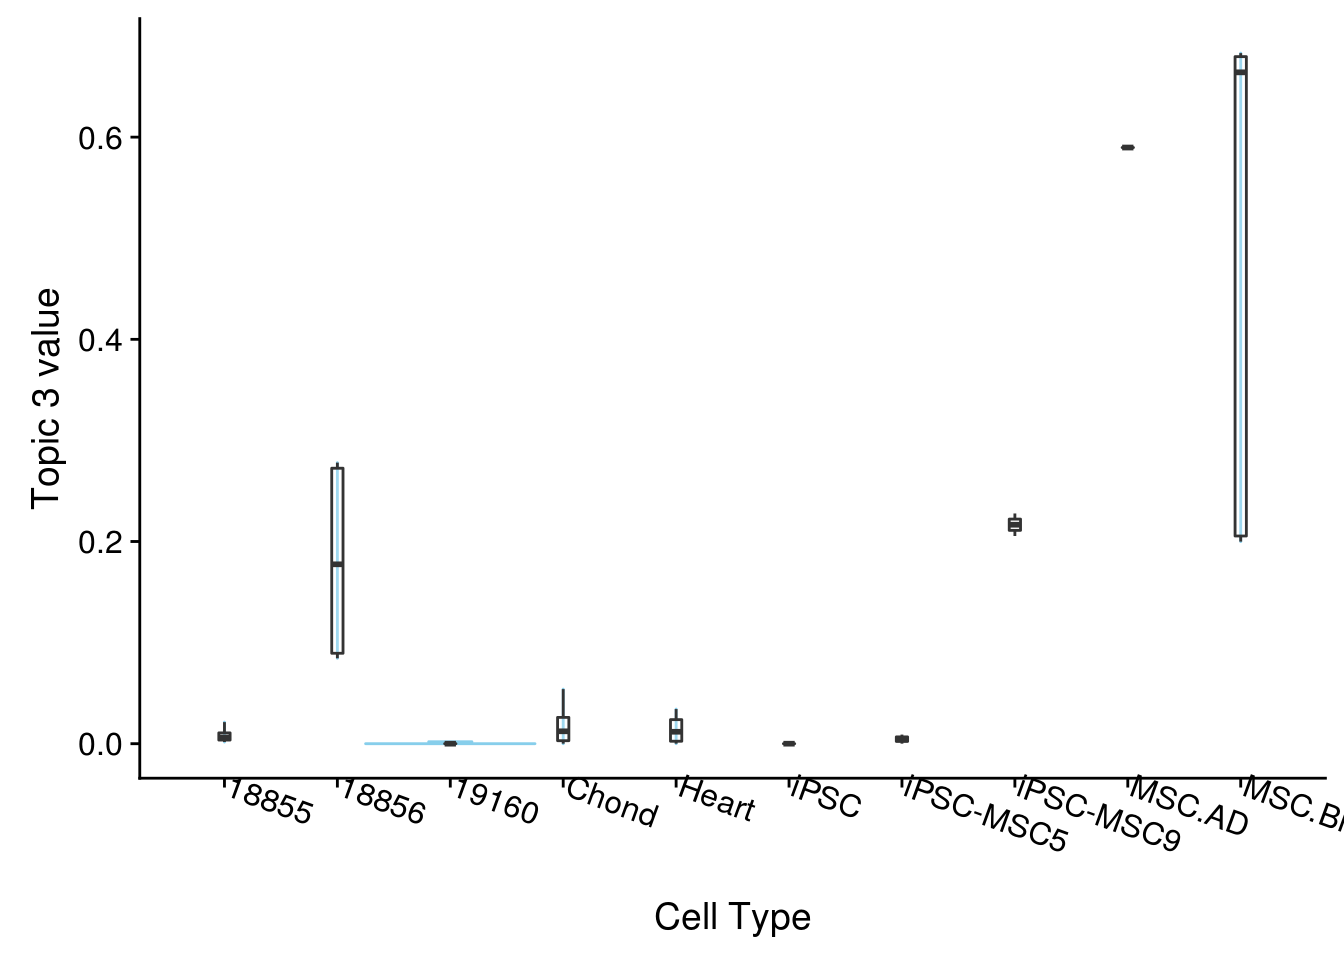 Topic 3 value
0.6
0.4
0.2
0.0
18855
18856
19160
Chond
Heart
iPSC
iPSC-MSC5
iPSC-MSC9
MSC.AD
Cell Type